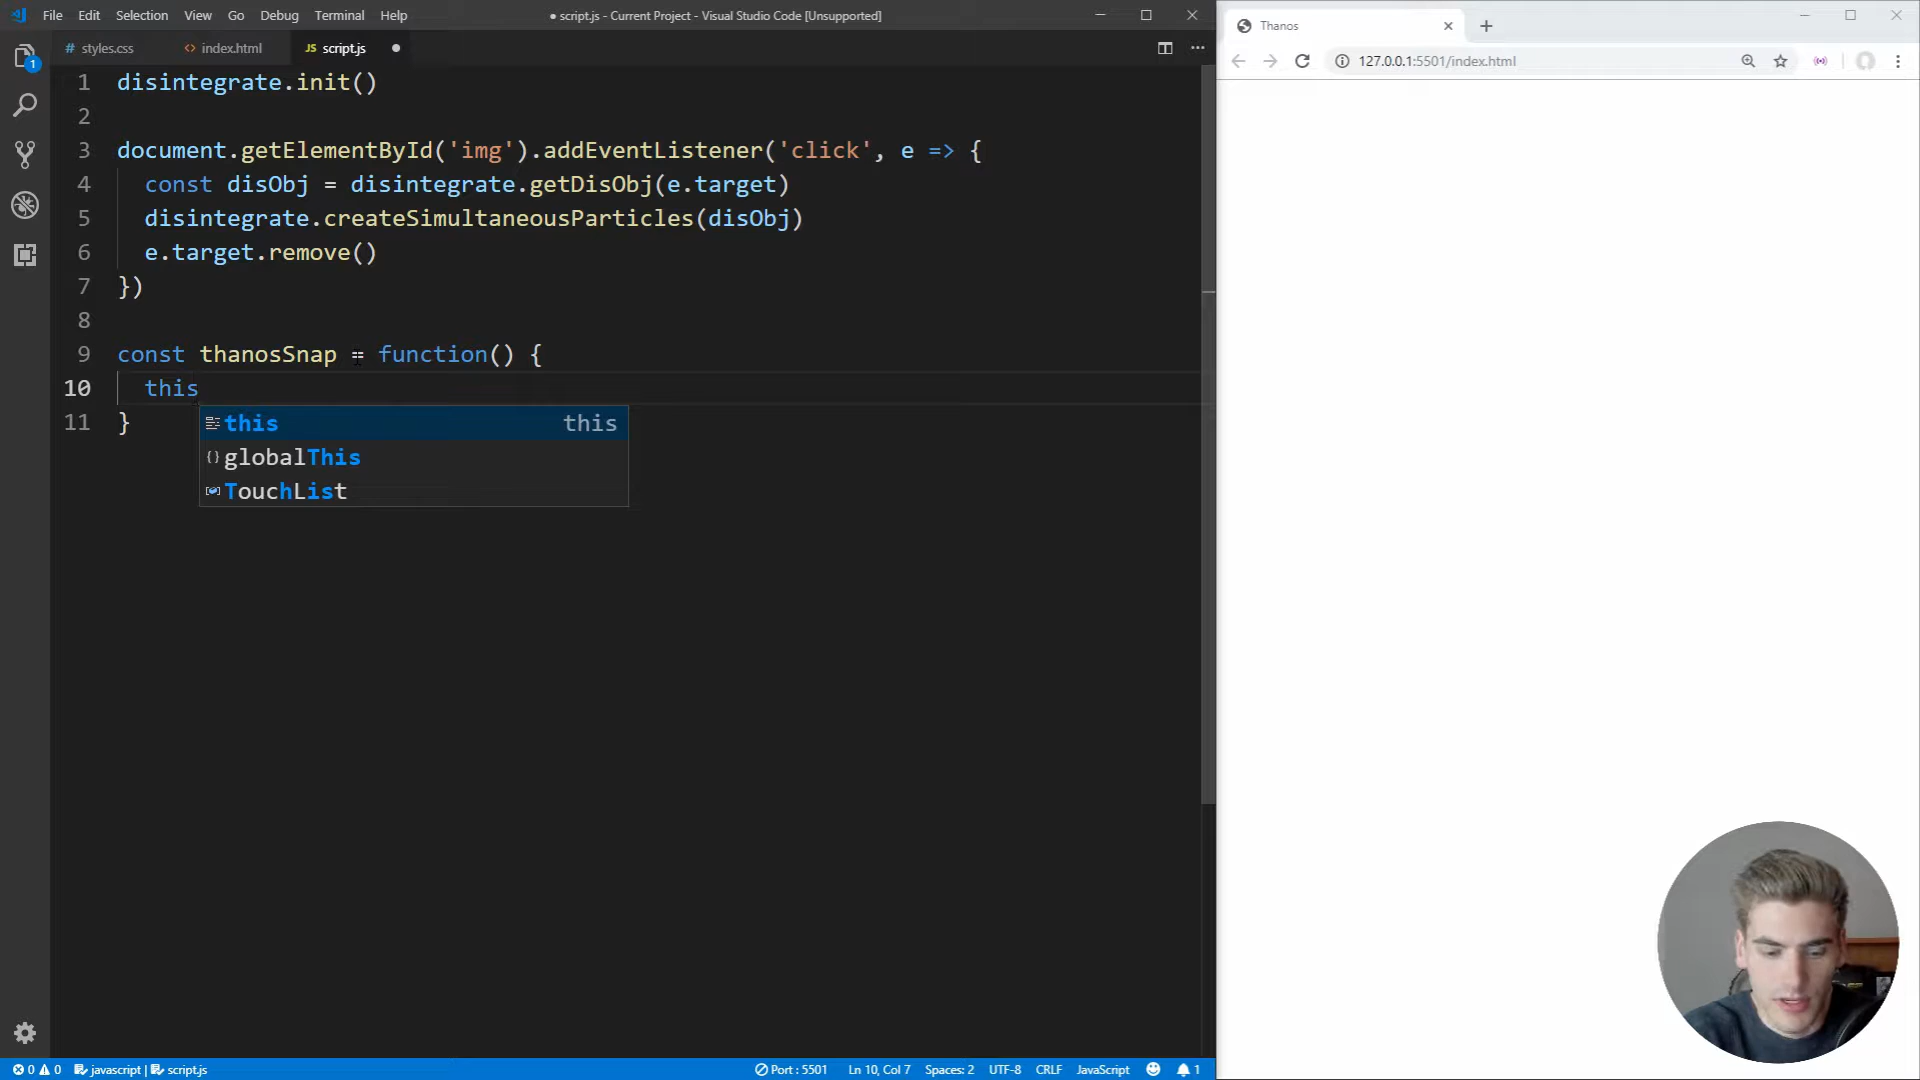 File Edit Selection View Go Debug Terminal Help
● script.js - Current Project - Visual Studio Code [Unsupported]
Thanos
# styles.css
<> index.html
JS script.js
127.0.0.1:5501/index.html
1
1 disintegrate.init()
2
3 document.getElementById('img').addEventListener('click', e => {
4 const disObj = disintegrate.getDisObj(e.target)
5 disintegrate.createSimultaneousParticles(disObj)
6 e.target.remove()
7 })
8
9 const thanosSnap = function() {
10 this
11 }
this this
globalThis
TouchList
0 0 javascript | script.js
Port : 5501 Ln 10, Col 7 Spaces: 2 UTF-8 CRLF JavaScript 1